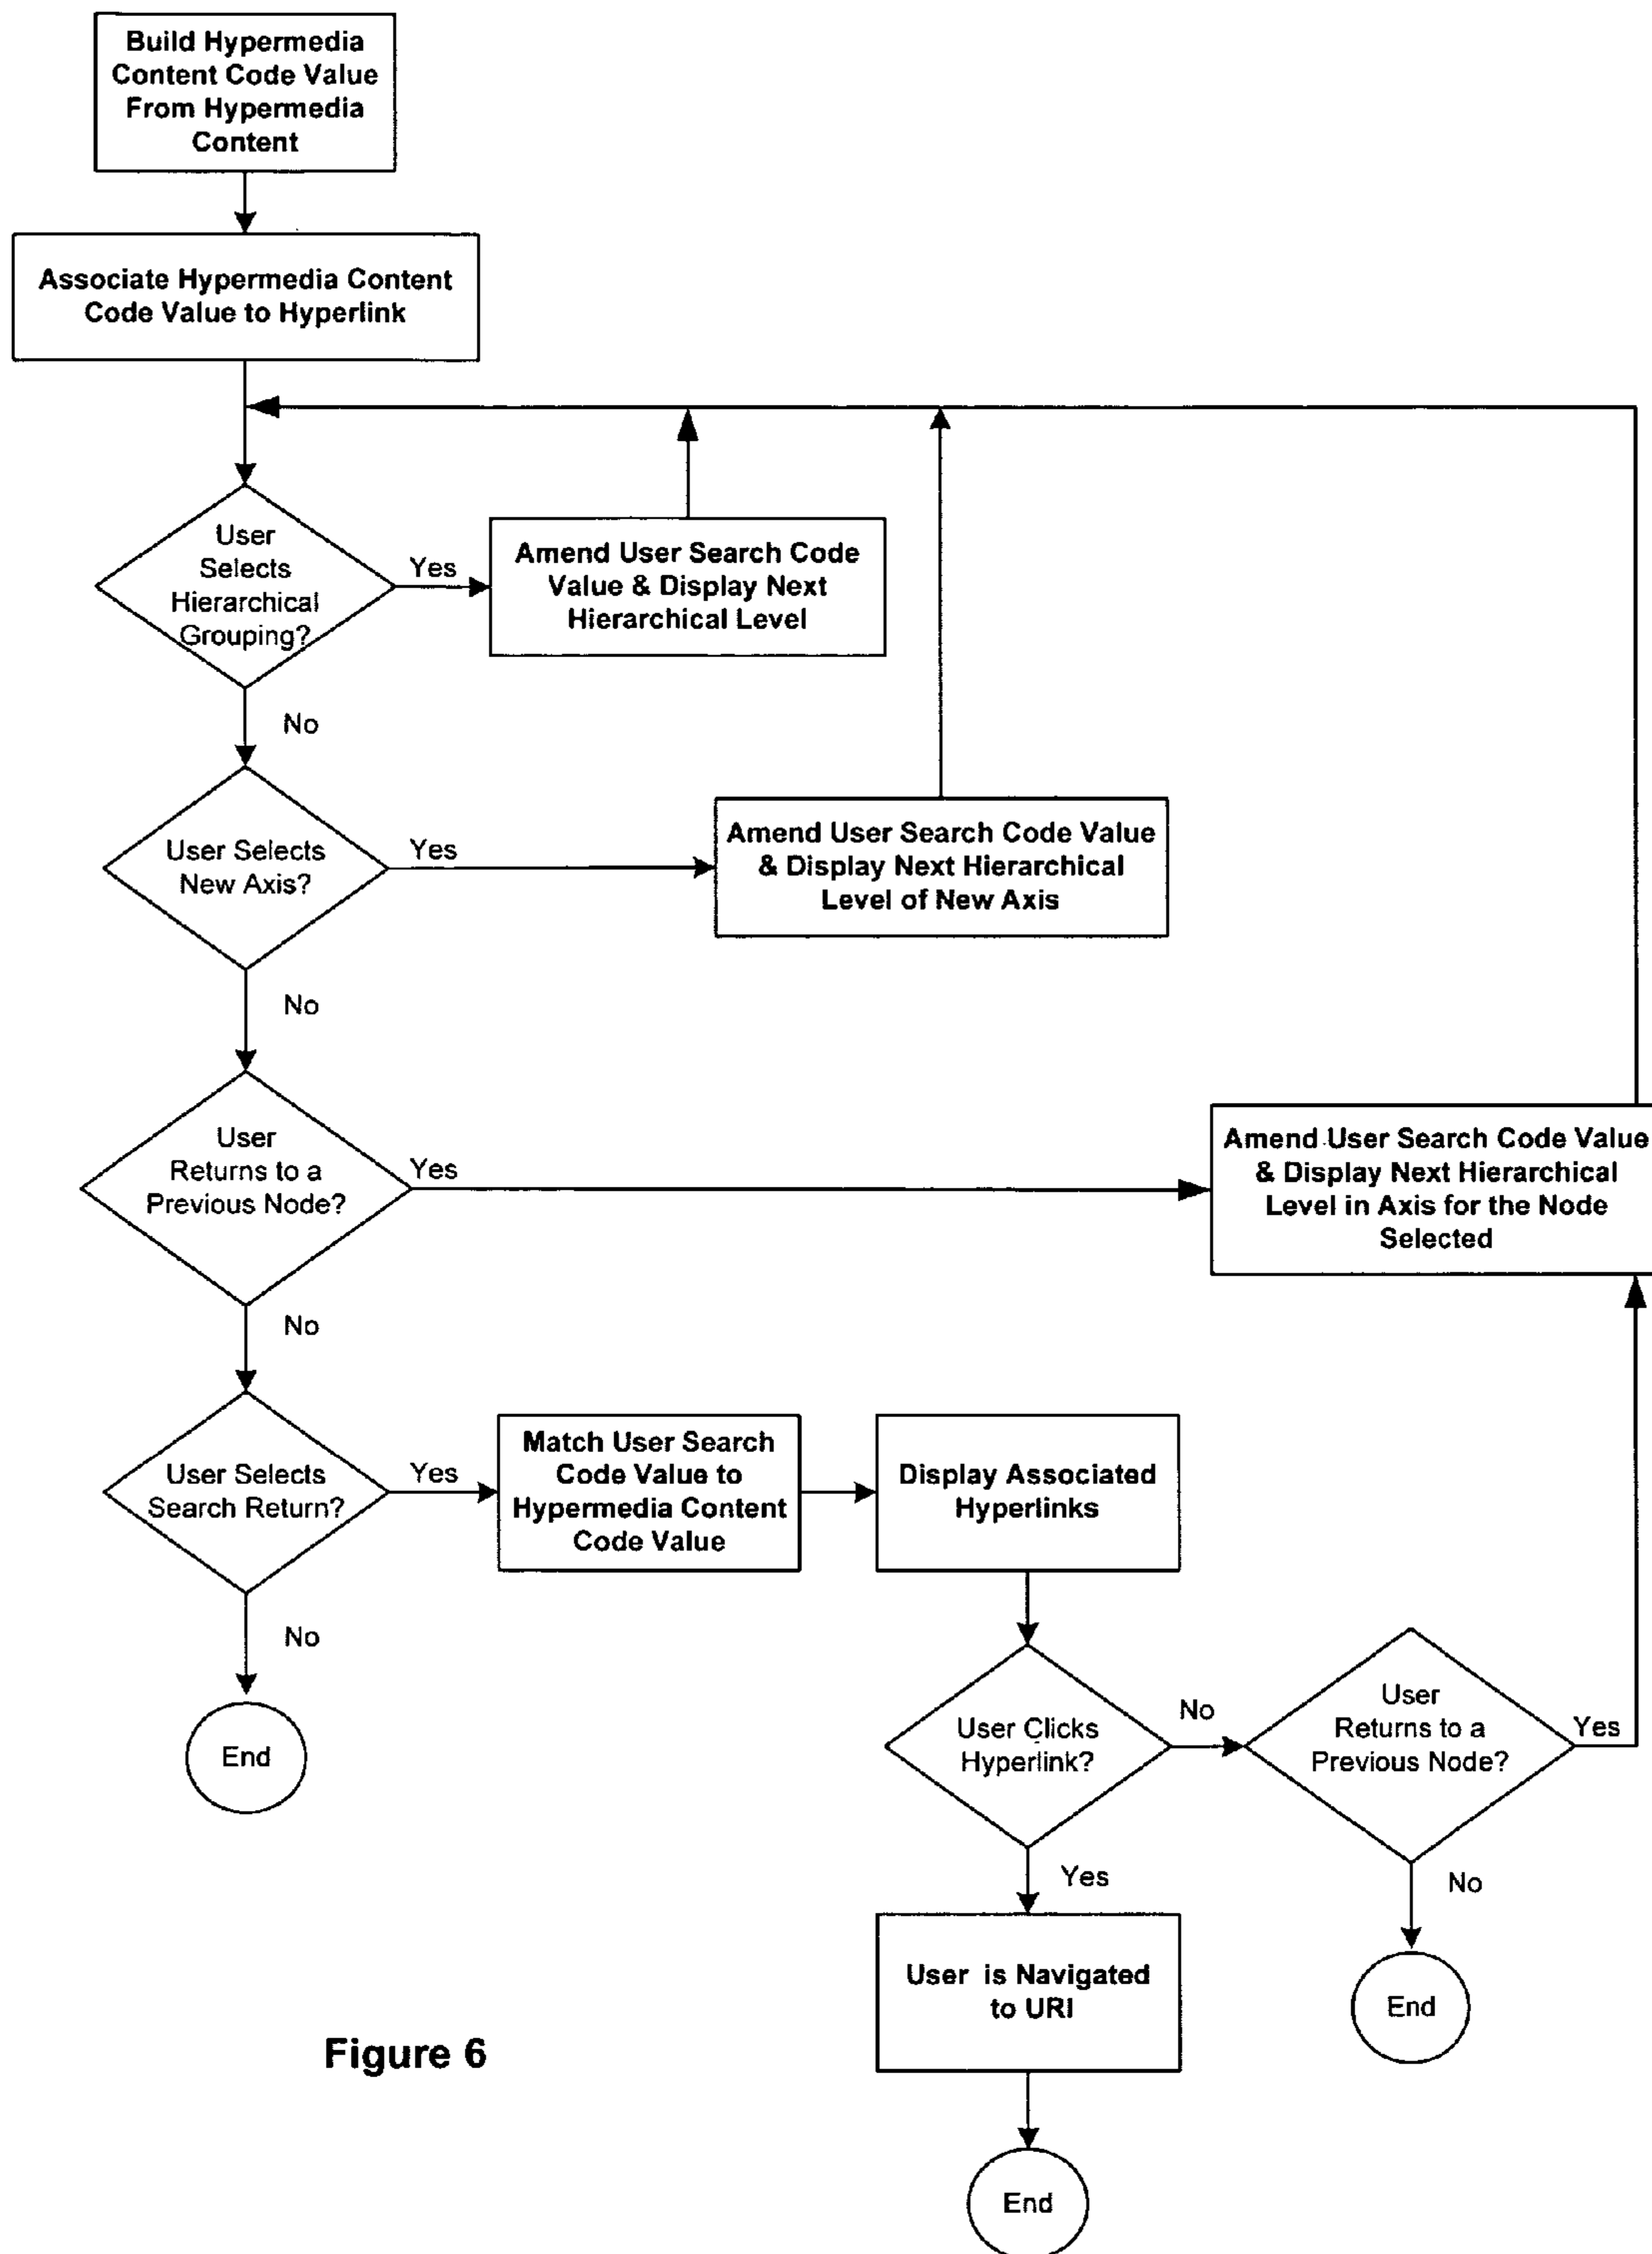 Build Hypermedia
Content Code Value
From Hypermedia
Content
Associate Hypermedia Content
Code Value to Hyperlink
User
Selects
Hierarchical
Grouping?
Yes
Amend User Search Code
Value & Display Next
Hierarchical Level
No
User Selects
New Axis?
Yes
Amend User Search Code Value
& Display Next Hierarchical
Level of New Axis
No
User
Returns to a
Previous Node?
Yes
Amend User Search Code Value
& Display Next Hierarchical
Level in Axis for the Node
Selected
No
User Selects
Search Return?
Yes
Match User Search
Code Value to
Hypermedia Content
Code Value
Display Associated
Hyperlinks
No
End
User Clicks
Hyperlink?
No
User
Returns to a
Previous Node?
Yes
Yes
No
User is Navigated
to URI
End
End
Figure 6